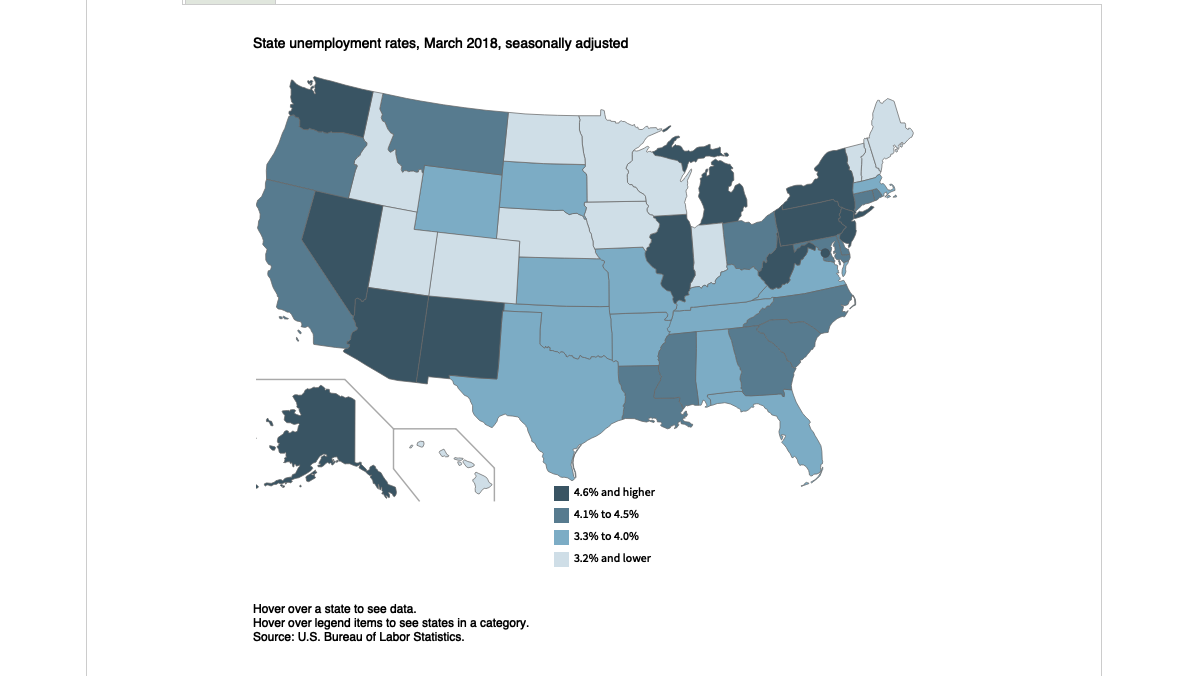 State unemployment rates, March 2018, seasonally adjusted
4.6% and higher
4.1% to 4.5%
3.3% to 4.0%
3.2% and lower
Hover over a state to see data.
Hover over legend items to see states in a category.
Source: U.S. Bureau of Labor Statistics.